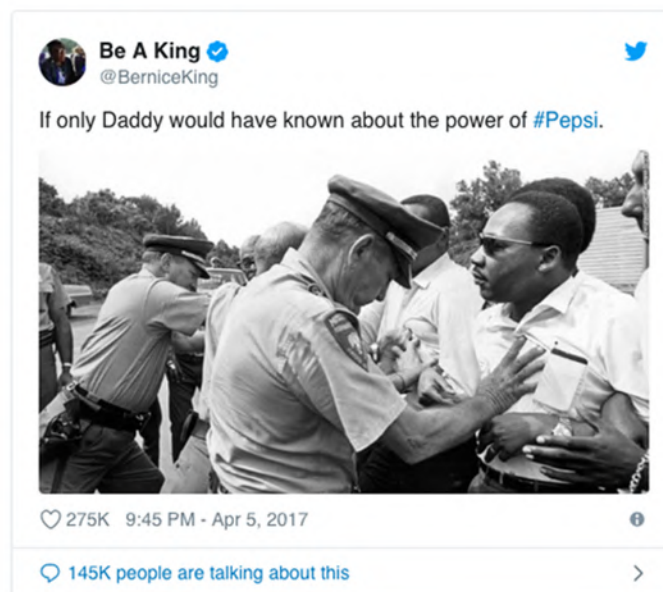 Be A King
@BerniceKing
If only Daddy would have known about the power of #Pepsi.
275K 9:45 PM - Apr 5, 2017
145K people are talking about this